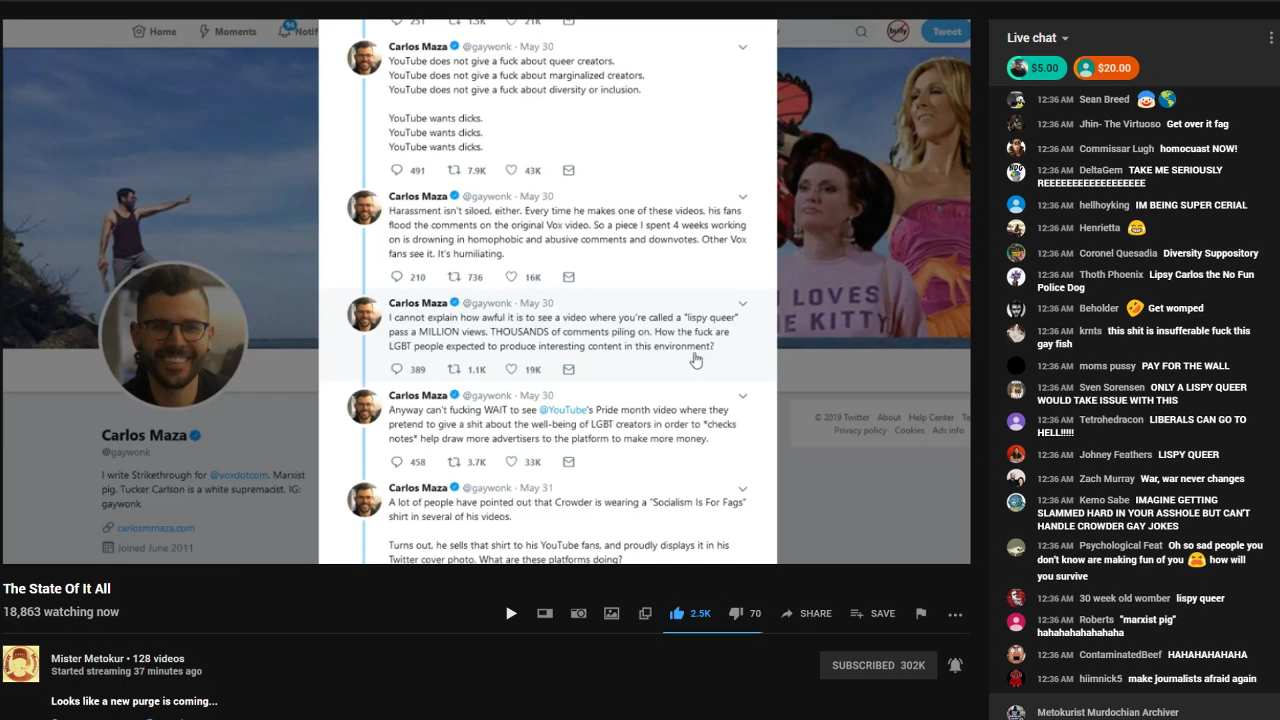 251 1.3K 21K
Home Moments 94 Notif
bully
Tweet
Carlos Maza @gaywonk · May 30
YouTube does not give a fuck about queer creators.
YouTube does not give a fuck about marginalized creators.
YouTube does not give a fuck about diversity or inclusion.
YouTube wants clicks.
YouTube wants clicks.
YouTube wants clicks.
491 7.9K 43K
Carlos Maza @gaywonk · May 30
Harassment isn't siloed, either. Every time he makes one of these videos, his fans
flood the comments on the original Vox video. So a piece I spent 4 weeks working
on is drowning in homophobic and abusive comments and downvotes. Other Vox
fans see it. It's humiliating.
210 736 16K
Carlos Maza @gaywonk · May 30
I cannot explain how awful it is to see a video where you're called a "lispy queer"
pass a MILLION views. THOUSANDS of comments piling on. How the fuck are
LGBT people expected to produce interesting content in this environment?
389 1.1K 19K
Carlos Maza @gaywonk · May 30
Anyway can't fucking WAIT to see @YouTube's Pride month video where they
pretend to give a shit about the well-being of LGBT creators in order to *checks
notes* help draw more advertisers to the platform to make more money.
458 3.7K 33K
Carlos Maza @gaywonk · May 31
A lot of people have pointed out that Crowder is wearing a "Socialism Is For Fags"
shirt in several of his videos.
Turns out, he sells that shirt to his YouTube fans, and proudly displays it in his
Twitter cover photo. What are these platforms doing?
Carlos Maza
@gaywonk
I write Strikethrough for @voxdotcom. Marxist
pig. Tucker Carlson is a white supremacist. IG:
gaywonk
carlosmmaza.com
Joined June 2011
LOVES
KITTY
© 2019 Twitter About Help Center Te
Privacy policy Cookies Ads info
The State Of It All
18,863 watching now
2.5K 70 SHARE SAVE
Mister Metokur • 128 videos
Started streaming 37 minutes ago
SUBSCRIBED 302K
Looks like a new purge is coming...
Live chat
$5.00 $20.00
12:36 AM Sean Breed
12:36 AM Jhin- The Virtuoso Get over it fag
12:36 AM Commissar Lugh homocuast NOW!
12:36 AM DeltaGem TAKE ME SERIOUSLY
REEEEEEEEEEEEEEEEEE
12:36 AM hellhoyking IM BEING SUPER CERIAL
12:36 AM Henrietta
12:36 AM Coronel Quesadia Diversity Suppository
12:36 AM Thoth Phoenix Lipsy Carlos the No Fun
Police Dog
12:36 AM Beholder Get womped
12:36 AM krnts this shit is insufferable fuck this
gay fish
12:36 AM moms pussy PAY FOR THE WALL
12:36 AM Sven Sorensen ONLY A LISPY QUEER
WOULD TAKE ISSUE WITH THIS
12:36 AM Tetrohedracon LIBERALS CAN GO TO
HELL!!!!!
12:36 AM Johney Feathers LISPY QUEER
12:36 AM Zach Murray War, war never changes
12:36 AM Kemo Sabe IMAGINE GETTING
SLAMMED HARD IN YOUR ASSHOLE BUT CAN'T
HANDLE CROWDER GAY JOKES
12:36 AM Psychological Feat Oh so sad people you
don't know are making fun of you how will
you survive
12:36 AM 30 week old womber lispy queer
12:36 AM Roberts "marxist pig"
hahahahahahahaha
12:36 AM ContaminatedBeef HAHAHAHAHAHA
12:36 AM hiimnick5 make journalists afraid again
Metokurist Murdochian Archiver